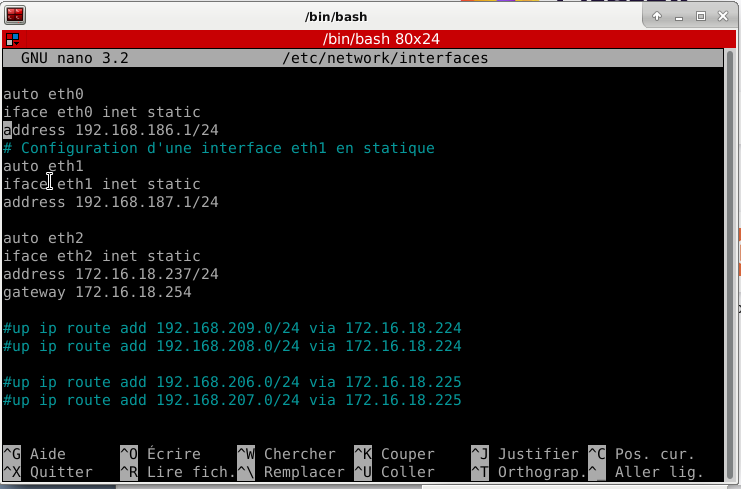 /bin/bash
/bin/bash 80x24
GNU nano 3.2 /etc/network/interfaces
auto eth0
iface eth0 inet static
address 192.168.186.1/24
# Configuration d'une interface eth1 en statique
auto eth1
iface eth1 inet static
address 192.168.187.1/24
auto eth2
iface eth2 inet static
address 172.16.18.237/24
gateway 172.16.18.254
#up ip route add 192.168.209.0/24 via 172.16.18.224
#up ip route add 192.168.208.0/24 via 172.16.18.224
#up ip route add 192.168.206.0/24 via 172.16.18.225
#up ip route add 192.168.207.0/24 via 172.16.18.225
^G Aide ^O Écrire ^W Chercher ^K Couper ^J Justifier ^C Pos. cur.
^X Quitter ^R Lire fich. ^\ Remplacer ^U Coller ^T Orthograp. ^_ Aller lig.